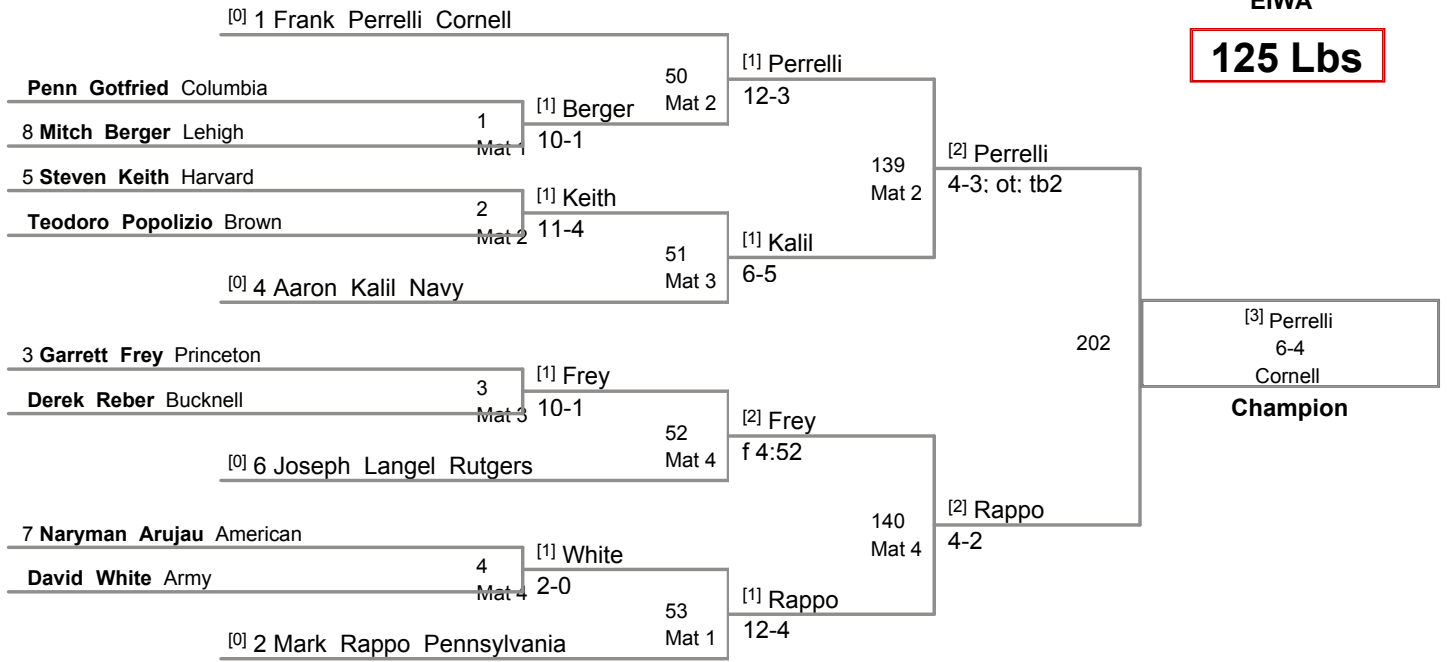 EIWA
125 Lbs
[0] 1 Frank Perrelli Cornell
Penn Gotfried Columbia
8 Mitch Berger Lehigh
5 Steven Keith Harvard
Teodoro Popolizio Brown
[0] 4 Aaron Kalil Navy
3 Garrett Frey Princeton
Derek Reber Bucknell
[0] 6 Joseph Langel Rutgers
7 Naryman Arujau American
David White Army
[0] 2 Mark Rappo Pennsylvania
1
Mat 1
[1] Berger
10-1
2
Mat 2
[1] Keith
11-4
3
Mat 3
[1] Frey
10-1
4
Mat 4
[1] White
2-0
50
Mat 2
[1] Perrelli
12-3
51
Mat 3
[1] Kalil
6-5
52
Mat 4
[2] Frey
f 4:52
53
Mat 1
[1] Rappo
12-4
139
Mat 2
[2] Perrelli
4-3; ot; tb2
140
Mat 4
[2] Rappo
4-2
202
[3] Perrelli
6-4
Cornell
Champion